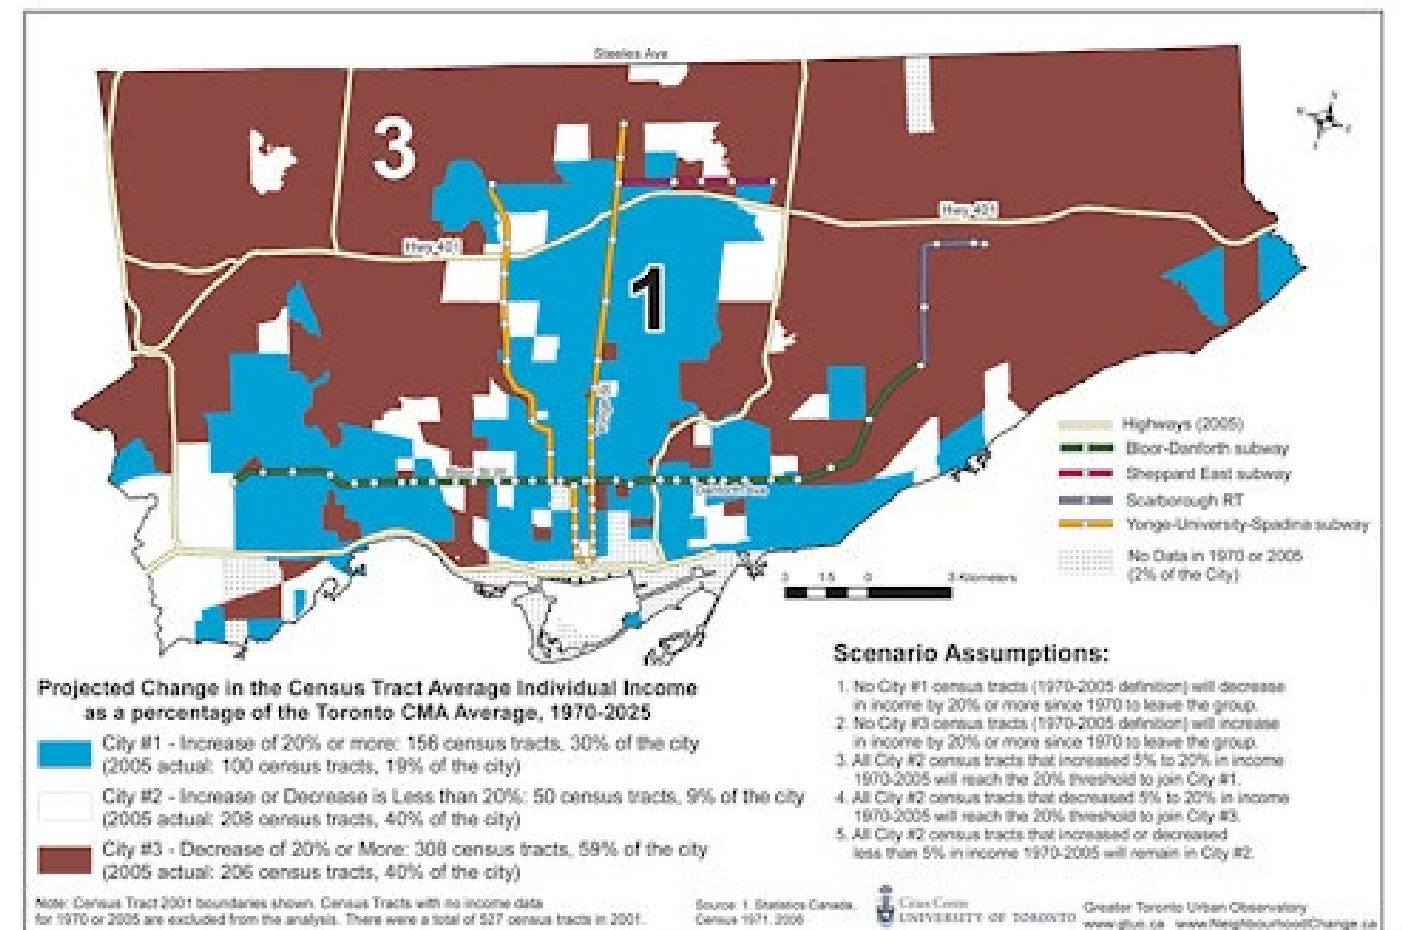 Steeles Ave
3
Hwy 401
Hwy 401
1
Yonge St
Bloor St W
Danforth Ave
Highways (2005)
Bloor-Danforth subway
Sheppard East subway
Scarborough RT
Yonge-University-Spadina subway
No Data in 1970 or 2005
(2% of the City)
0 1.5 3 Kilometers
Scenario Assumptions:
1. No City #1 census tracts (1970-2005 definition) will decrease
in income by 20% or more since 1970 to leave the group.
2. No City #3 census tracts (1970-2005 definition) will increase
in income by 20% or more since 1970 to leave the group.
3. All City #2 census tracts that increased 5% to 20% in income
1970-2005 will reach the 20% threshold to join City #1.
4. All City #2 census tracts that decreased 5% to 20% in income
1970-2005 will reach the 20% threshold to join City #3.
5. All City #2 census tracts that increased or decreased
less than 5% in income 1970-2005 will remain in City #2.
Projected Change in the Census Tract Average Individual Income
as a percentage of the Toronto CMA Average, 1970-2025
City #1 - Increase of 20% or more: 156 census tracts, 30% of the city
(2005 actual: 100 census tracts, 19% of the city)
City #2 - Increase or Decrease is Less than 20%: 50 census tracts, 9% of the city
(2005 actual: 208 census tracts, 40% of the city)
City #3 - Decrease of 20% or More: 308 census tracts, 59% of the city
(2005 actual: 206 census tracts, 40% of the city)
Note: Census Tract 2001 boundaries shown. Census Tracts with no income data
for 1970 or 2005 are excluded from the analysis. There were a total of 527 census tracts in 2001.
Source: 1. Statistics Canada,
Census 1971, 2006
Cities Centre
UNIVERSITY OF TORONTO
Greater Toronto Urban Observatory
www.gtuo.ca www.NeighbourhoodChange.ca